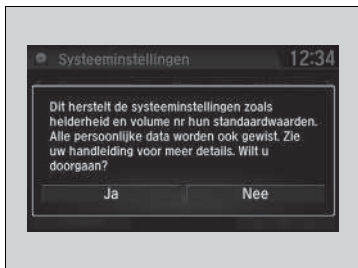 Systeeminstellingen 12:34
Dit herstelt de systeeminstellingen zoals
helderheid en volume nr hun standaardwaarden.
Alle persoonlijke data worden ook gewist. Zie
uw handleiding voor meer details. Wilt u
doorgaan?
Ja Nee